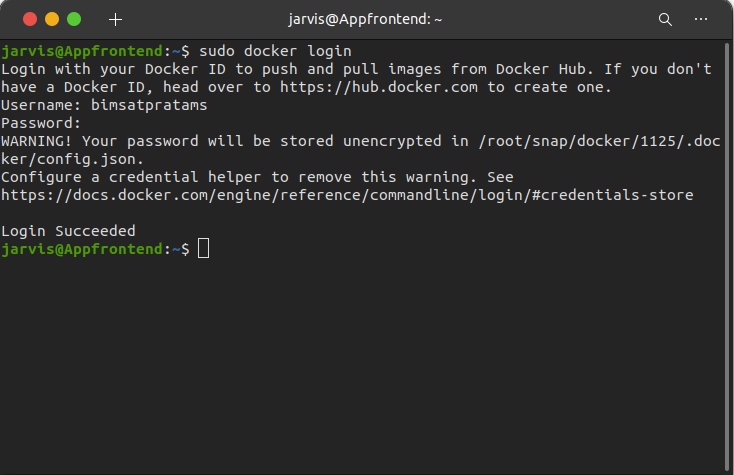 jarvis@Appfrontend: ~
jarvis@Appfrontend:~$ sudo docker login
Login with your Docker ID to push and pull images from Docker Hub. If you don't
have a Docker ID, head over to https://hub.docker.com to create one.
Username: bimsatpratams
Password:
WARNING! Your password will be stored unencrypted in /root/snap/docker/1125/.doc
ker/config.json.
Configure a credential helper to remove this warning. See
https://docs.docker.com/engine/reference/commandline/login/#credentials-store
Login Succeeded
jarvis@Appfrontend:~$